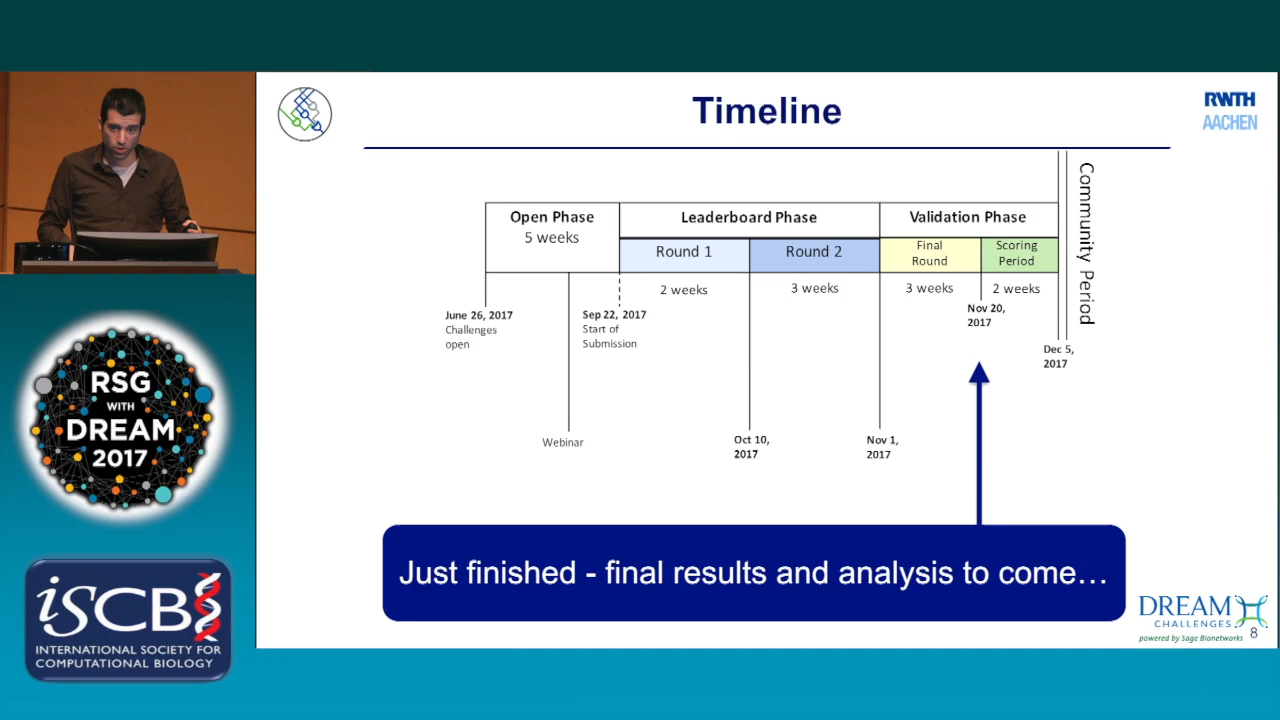 Timeline
RWTH
AACHEN
Community Period
Open Phase
5 weeks
Leaderboard Phase
Validation Phase
Round 1
Round 2
Final
Round
Scoring
Period
2 weeks
3 weeks
3 weeks
2 weeks
June 26, 2017
Challenges
open
Sep 22, 2017
Start of
Submission
Nov 20,
2017
Dec 5,
2017
Webinar
Oct 10,
2017
Nov 1,
2017
Just finished - final results and analysis to come…
DREAM
CHALLENGES
powered by Sage Bionetworks
8
RSG
WITH
DREAM
2017
iSCB
INTERNATIONAL SOCIETY FOR
COMPUTATIONAL BIOLOGY